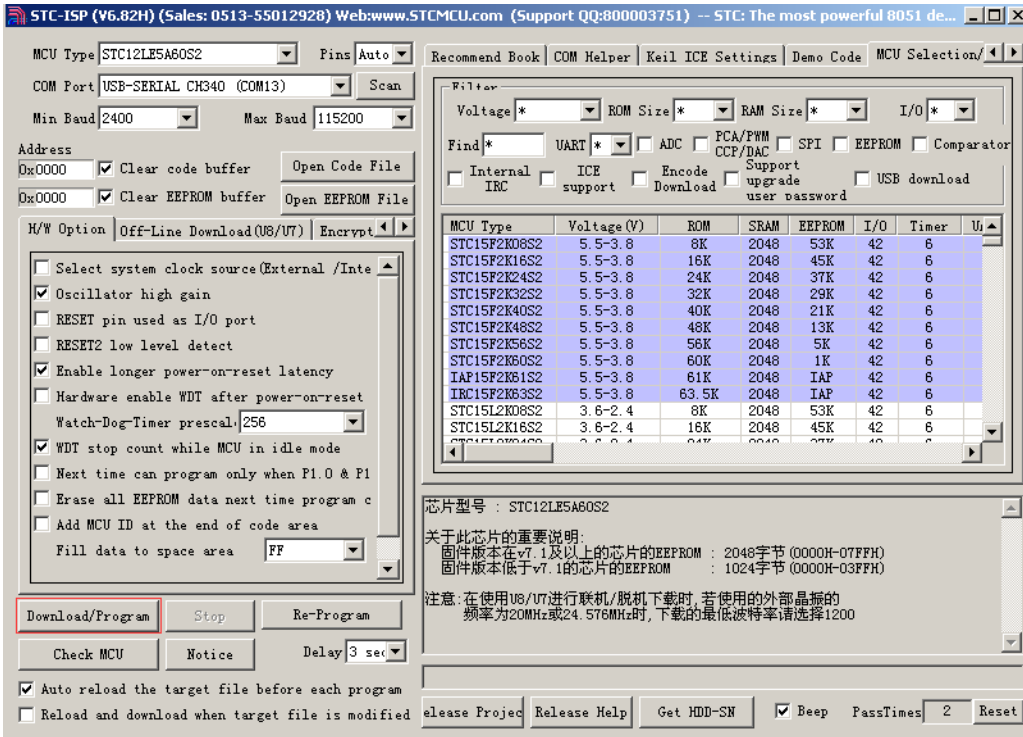 STC-ISP (V6.82H) (Sales: 0513-55012928) Web:www.STCMCU.com (Support QQ:800003751) -- STC: The most powerful 8051 de...
MCU Type STC12LE5A60S2 Pins Auto
COM Port USB-SERIAL CH340 (COM13) Scan
Min Baud 2400 Max Baud 115200
Address
0x0000 Clear code buffer Open Code File
0x0000 Clear EEPROM buffer Open EEPROM File
H/W Option Off-Line Download(U8/U7) Encrypt
Select system clock source(External /Inte
Oscillator high gain
RESET pin used as I/O port
RESET2 low level detect
Enable longer power-on-reset latency
Hardware enable WDT after power-on-reset
Watch-Dog-Timer prescal 256
WDT stop count while MCU in idle mode
Next time can program only when P1.0 & P1
Erase all EEPROM data next time program c
Add MCU ID at the end of code area
Fill data to space area FF
Download/Program Stop Re-Program
Check MCU Notice Delay 3 sec
Auto reload the target file before each program
Reload and download when target file is modified
Recommend Book COM Helper Keil ICE Settings Demo Code MCU Selection/
Filter
Voltage * ROM Size * RAM Size * I/O *
Find * UART * ADC PCA/PWM CCP/DAC SPI EEPROM Comparator
Internal IRC ICE support Encode Download Support upgrade user password USB download
MCU Type Voltage(V) ROM SRAM EEPROM I/O Timer
STC15F2K08S2 5.5-3.8 8K 2048 53K 42 6
STC15F2K16S2 5.5-3.8 16K 2048 45K 42 6
STC15F2K24S2 5.5-3.8 24K 2048 37K 42 6
STC15F2K32S2 5.5-3.8 32K 2048 29K 42 6
STC15F2K40S2 5.5-3.8 40K 2048 21K 42 6
STC15F2K48S2 5.5-3.8 48K 2048 13K 42 6
STC15F2K56S2 5.5-3.8 56K 2048 5K 42 6
STC15F2K60S2 5.5-3.8 60K 2048 1K 42 6
IAP15F2K61S2 5.5-3.8 61K 2048 IAP 42 6
IRC15F2K63S2 5.5-3.8 63.5K 2048 IAP 42 6
STC15L2K08S2 3.6-2.4 8K 2048 53K 42 6
STC15L2K16S2 3.6-2.4 16K 2048 45K 42 6
芯片型号 : STC12LE5A60S2
关于此芯片的重要说明:
固件版本在v7.1及以上的芯片的EEPROM : 2048字节(0000H-07FFH)
固件版本低于v7.1的芯片的EEPROM : 1024字节(0000H-03FFH)
注意:在使用U8/U7进行联机/脱机下载时,若使用的外部晶振的
频率为20MHz或24.576MHz时,下载的最低波特率请选择1200
elease Projec Release Help Get HDD-SN Beep PassTimes 2 Reset